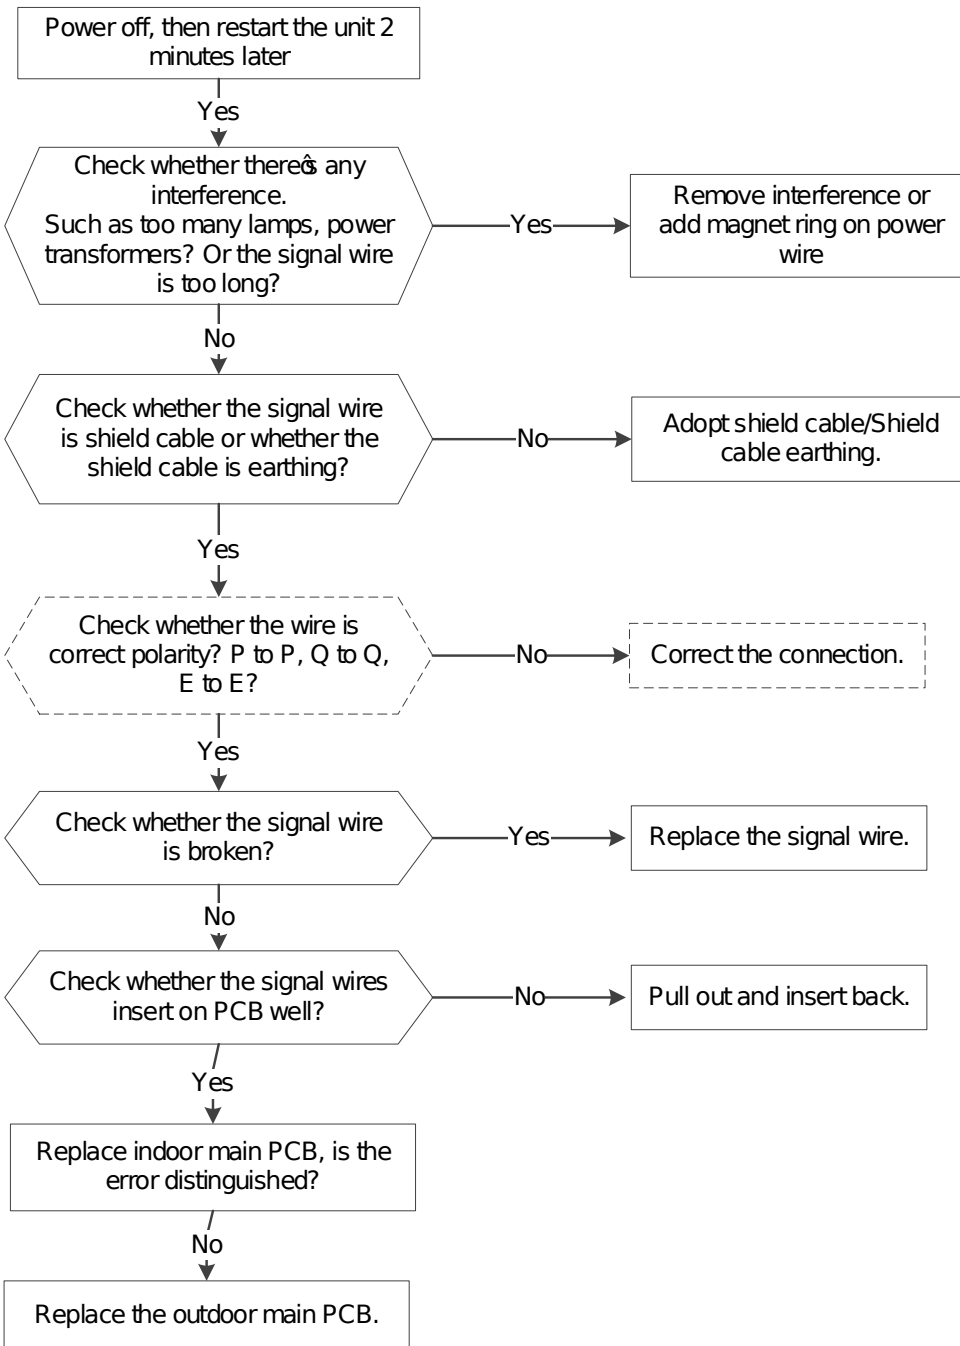 Power off, then restart the unit 2
minutes later
Yes
Check whether thereôs any
interference.
Such as too many lamps, power
transformers? Or the signal wire
is too long?
Yes
Remove interference or
add magnet ring on power
wire
No
Check whether the signal wire
is shield cable or whether the
shield cable is earthing?
No
Adopt shield cable/Shield
cable earthing.
Yes
Check whether the wire is
correct polarity? P to P, Q to Q,
E to E?
No
Correct the connection.
Yes
Check whether the signal wire
is broken?
Yes
Replace the signal wire.
No
Check whether the signal wires
insert on PCB well?
No
Pull out and insert back.
Yes
Replace indoor main PCB, is the
error distinguished?
No
Replace the outdoor main PCB.